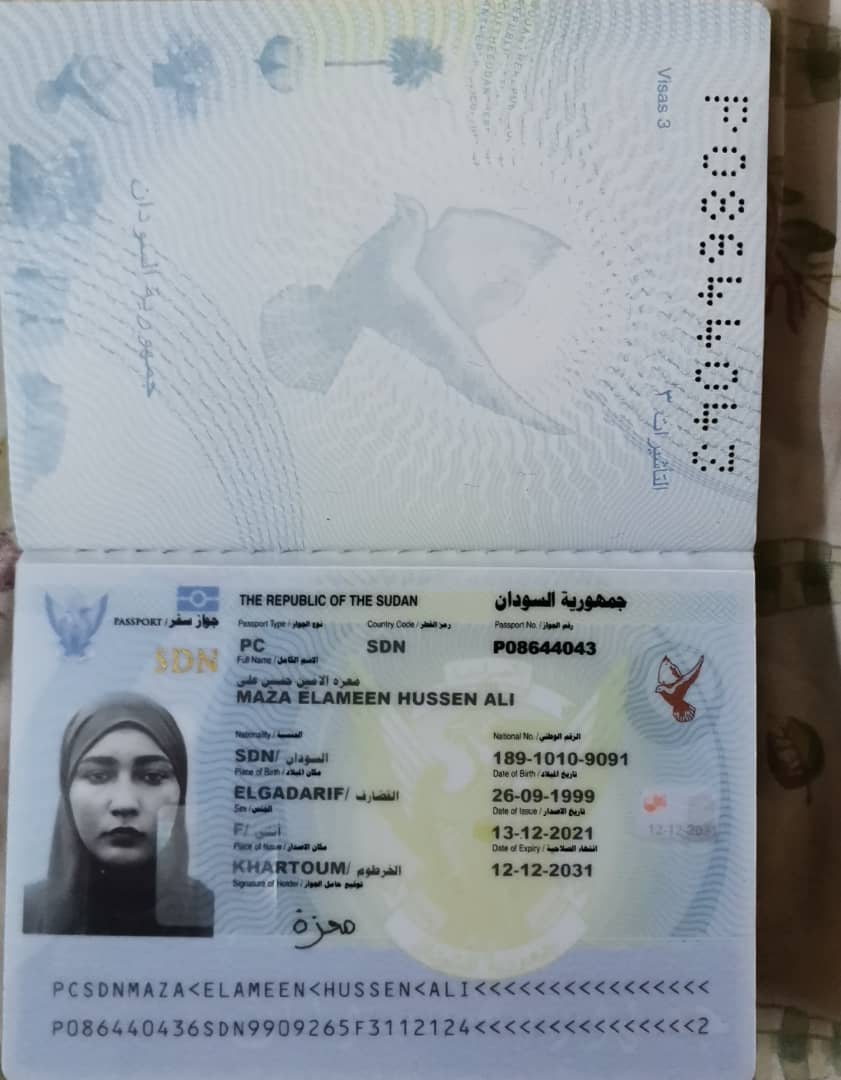 Visas 3
P08644043
جمهورية السودان
التأشيرات ٣
THE REPUBLIC OF THE SUDAN جمهورية السودان
PASSPORT / جواز سفر
Passport Type / نوع الجواز Country Code / رمز القطر Passport No. / رقم الجواز
PC SDN P08644043
SDN
Full Name / الاسم الكامل
معزه الامين حسين علي
MAZA ELAMEEN HUSSEN ALI
Nationality / الجنسية National No. / الرقم الوطني
SDN/ السودان 189-1010-9091
Place of Birth / مكان الميلاد Date of Birth / تاريخ الميلاد
ELGADARIF/ القضارف 26-09-1999
Sex / الجنس Date of Issue / تاريخ الاصدار
F/ أنثى 13-12-2021
12-12-2031
Place of Issue / مكان الاصدار Date of Expiry / انتهاء الصلاحية
KHARTOUM/ الخرطوم 12-12-2031
Signature of Holder / توقيع حامل الجواز
معزة
PCSDNMAZA<ELAMEEN<HUSSEN<ALI<<<<<<<<<<<<<<<<
P086440436SDN9909265F3112124<<<<<<<<<<<<<<<2